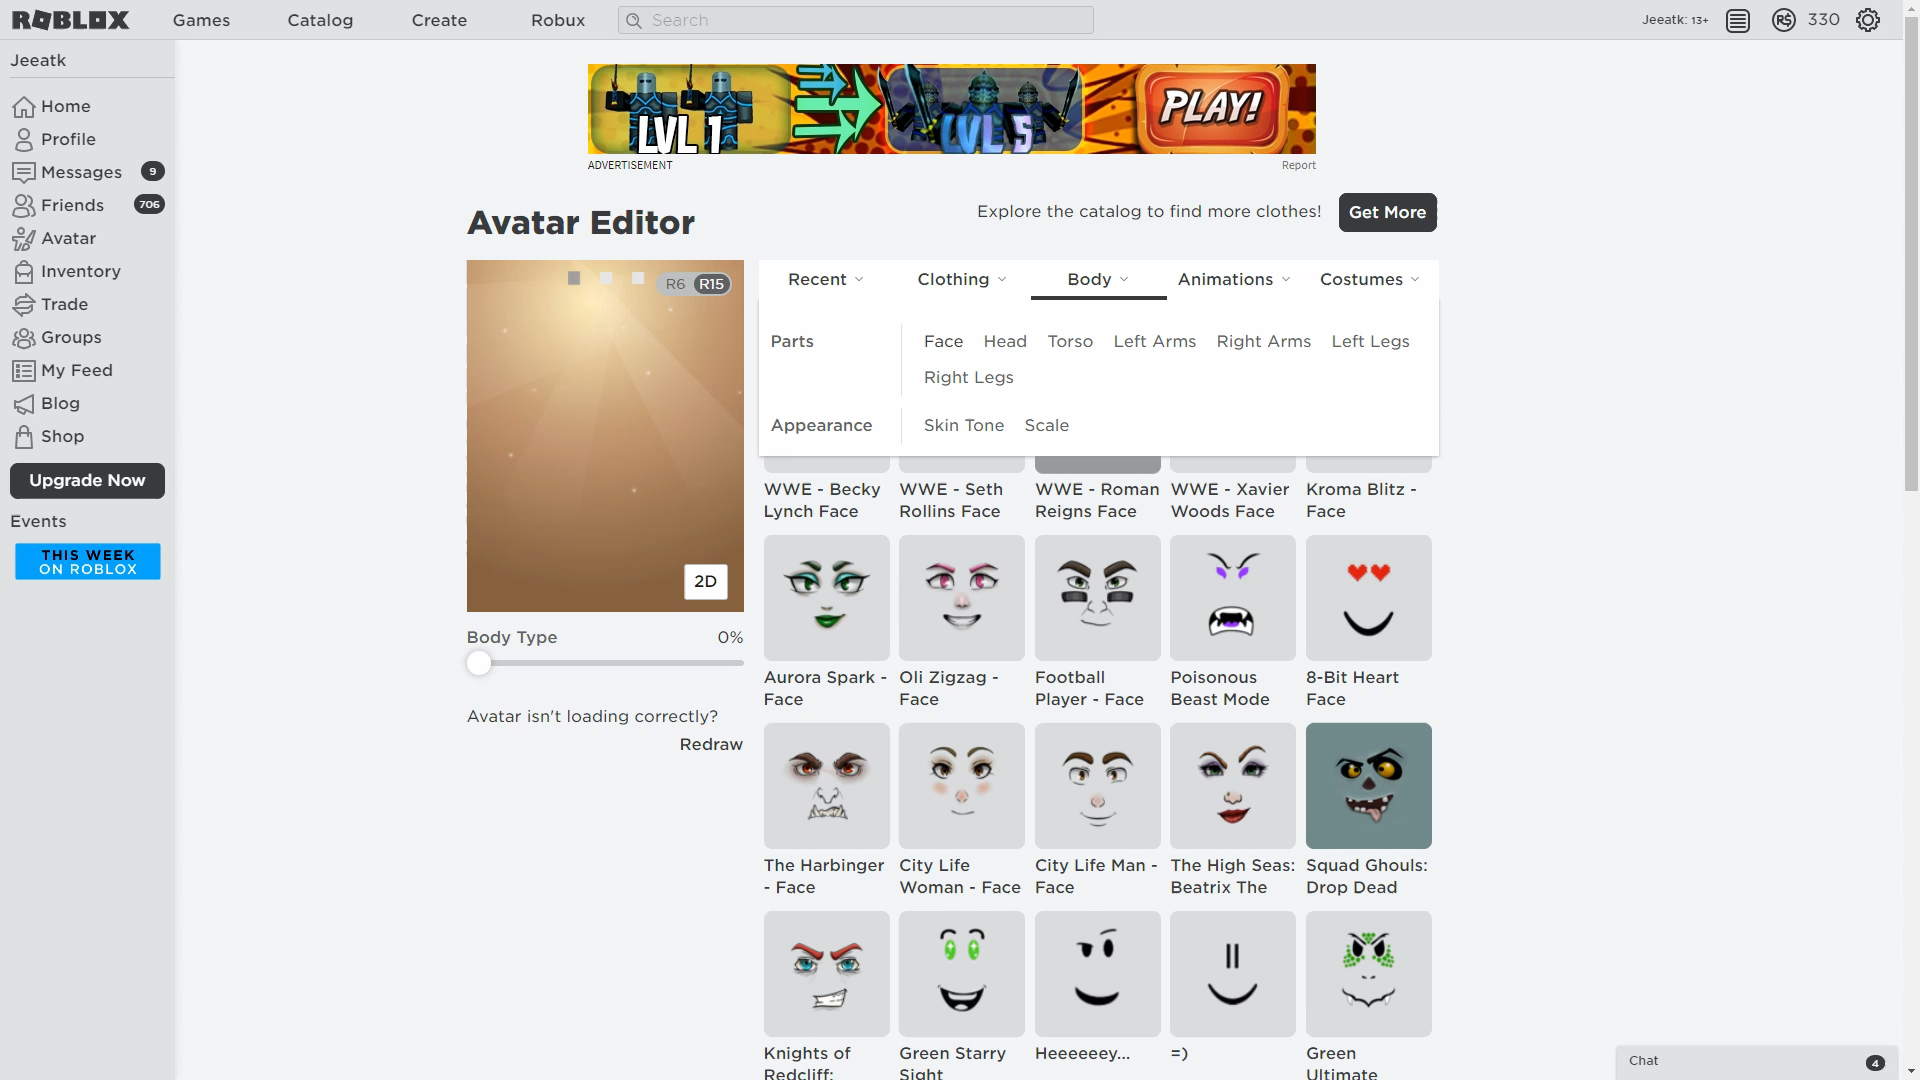 ROBLOX Games Catalog Create Robux Search Jeeatk: 13+ R$ 330
Jeeatk
Home
Profile
Messages 9
Friends 706
Avatar
Inventory
Trade
Groups
My Feed
Blog
Shop
Upgrade Now
Events
THIS WEEK
ON ROBLOX
LVL 1 LVL 5 PLAY!
ADVERTISEMENT Report
Avatar Editor
Explore the catalog to find more clothes! Get More
R6 R15
2D
Body Type 0%
Avatar isn't loading correctly?
Redraw
Recent Clothing Body Animations Costumes
Parts Face Head Torso Left Arms Right Arms Left Legs
Right Legs
Appearance Skin Tone Scale
WWE - Becky
Lynch Face
WWE - Seth
Rollins Face
WWE - Roman
Reigns Face
WWE - Xavier
Woods Face
Kroma Blitz -
Face
Aurora Spark -
Face
Oli Zigzag -
Face
Football
Player - Face
Poisonous
Beast Mode
8-Bit Heart
Face
The Harbinger
- Face
City Life
Woman - Face
City Life Man -
Face
The High Seas:
Beatrix The
Squad Ghouls:
Drop Dead
Knights of
Redcliff:
Green Starry
Sight
Heeeeeey...
=)
Green
Ultimate
Chat 4